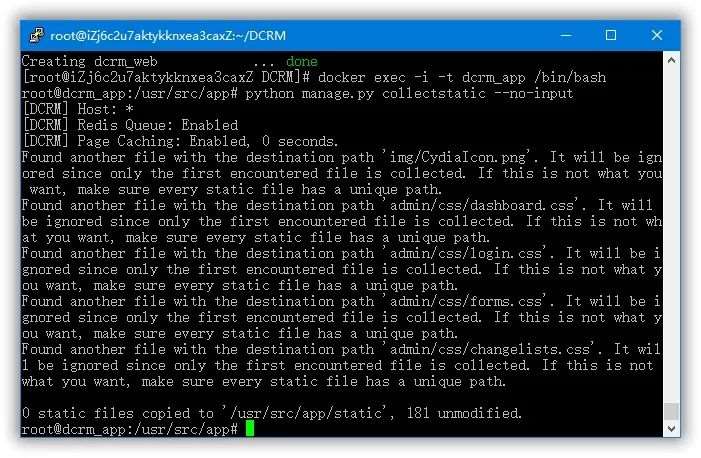 root@iZj6c2u7aktykknxea3caxZ:~/DCRM
Creating dcrm_web     ... done
[root@iZj6c2u7aktykknxea3caxZ DCRM]# docker exec -i -t dcrm_app /bin/bash
root@dcrm_app:/usr/src/app# python manage.py collectstatic --no-input
[DCRM] Host: *
[DCRM] Redis Queue: Enabled
[DCRM] Page Caching: Enabled, 0 seconds.
Found another file with the destination path 'img/CydiaIcon.png'. It will be ign
ored since only the first encountered file is collected. If this is not what you
 want, make sure every static file has a unique path.
Found another file with the destination path 'admin/css/dashboard.css'. It will
be ignored since only the first encountered file is collected. If this is not wh
at you want, make sure every static file has a unique path.
Found another file with the destination path 'admin/css/login.css'. It will be i
gnored since only the first encountered file is collected. If this is not what y
ou want, make sure every static file has a unique path.
Found another file with the destination path 'admin/css/forms.css'. It will be i
gnored since only the first encountered file is collected. If this is not what y
ou want, make sure every static file has a unique path.
Found another file with the destination path 'admin/css/changelists.css'. It wil
l be ignored since only the first encountered file is collected. If this is not
what you want, make sure every static file has a unique path.
0 static files copied to '/usr/src/app/static', 181 unmodified.
root@dcrm_app:/usr/src/app#